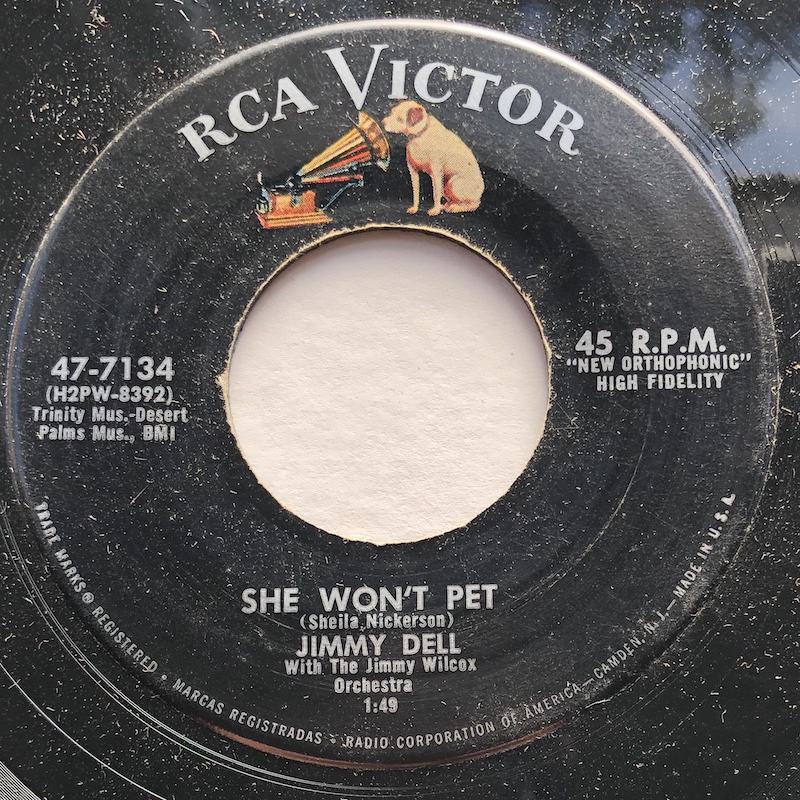 RCA VICTOR
47-7134
(H2PW-8392)
Trinity Mus.-Desert
Palms Mus., BMI
45 R.P.M.
"NEW ORTHOPHONIC"
HIGH FIDELITY
SHE WON'T PET
(Sheila Nickerson)
JIMMY DELL
With The Jimmy Wilcox
Orchestra
1:49
TRADE MARKS ® REGISTERED • MARCAS REGISTRADAS • RADIO CORPORATION OF AMERICA—CAMDEN, N.J.—MADE IN U.S.A.